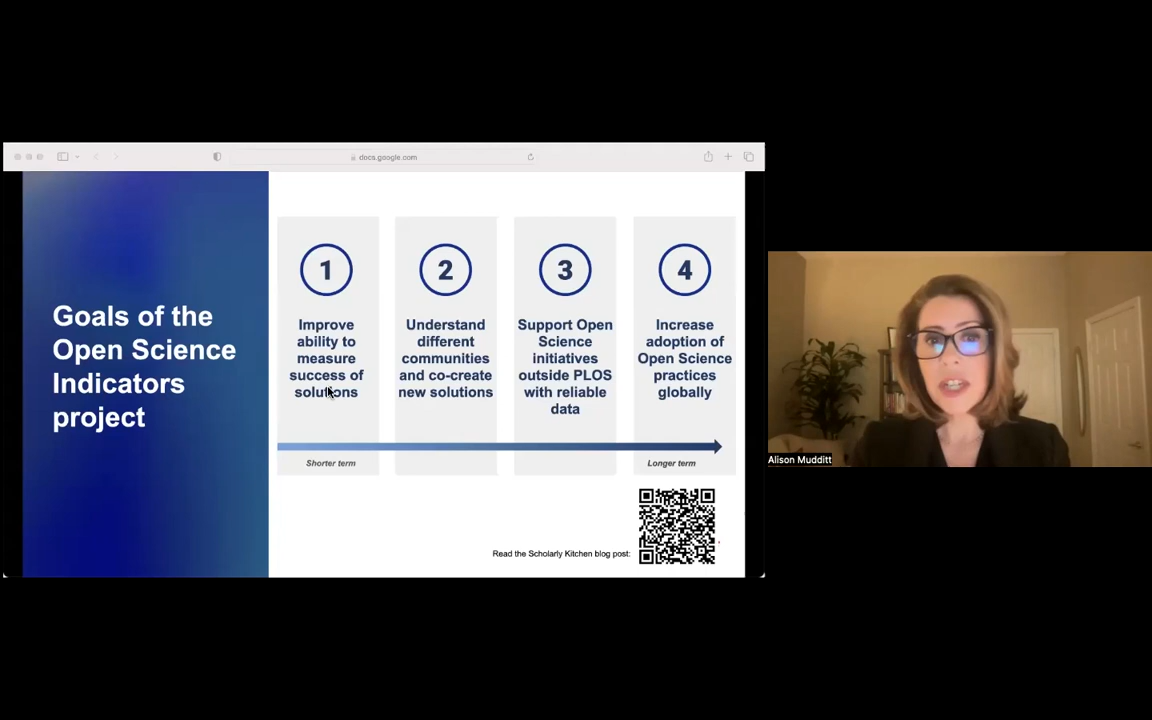 docs.google.com
Goals of the
Open Science
Indicators
project
1
Improve
ability to
measure
success of
solutions
2
Understand
different
communities
and co-create
new solutions
3
Support Open
Science
initiatives
outside PLOS
with reliable
data
4
Increase
adoption of
Open Science
practices
globally
Shorter term
Longer term
Read the Scholarly Kitchen blog post:
Alison Mudditt